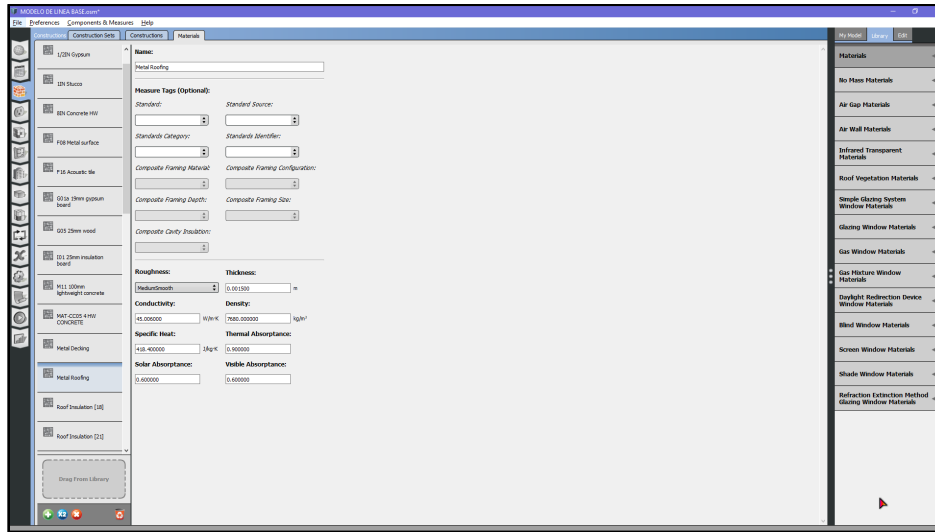 MODELO DE LINEA BASE.osm*
File Preferences Components & Measures Help
Constructions Construction Sets Constructions Materials
My Model Library Edit
1/2IN Gypsum
1IN Stucco
8IN Concrete HW
F08 Metal surface
F16 Acoustic tile
G01a 19mm gypsum
board
G05 25mm wood
I01 25mm insulation
board
M11 100mm
lightweight concrete
MAT-CC05 4 HW
CONCRETE
Metal Decking
Metal Roofing
Roof Insulation [18]
Roof Insulation [21]
Drag From Library
Name:
Metal Roofing
Measure Tags (Optional):
Standard: Standard Source:
Standards Category: Standards Identifier:
Composite Framing Material: Composite Framing Configuration:
Composite Framing Depth: Composite Framing Size:
Composite Cavity Insulation:
Roughness: Thickness:
MediumSmooth 0.001500 m
Conductivity: Density:
45.006000 W/m·K 7680.000000 kg/m³
Specific Heat: Thermal Absorptance:
418.400000 J/kg·K 0.900000
Solar Absorptance: Visible Absorptance:
0.600000 0.600000
Materials
No Mass Materials
Air Gap Materials
Air Wall Materials
Infrared Transparent
Materials
Roof Vegetation Materials
Simple Glazing System
Window Materials
Glazing Window Materials
Gas Window Materials
Gas Mixture Window
Materials
Daylight Redirection Device
Window Materials
Blind Window Materials
Screen Window Materials
Shade Window Materials
Refraction Extinction Method
Glazing Window Materials